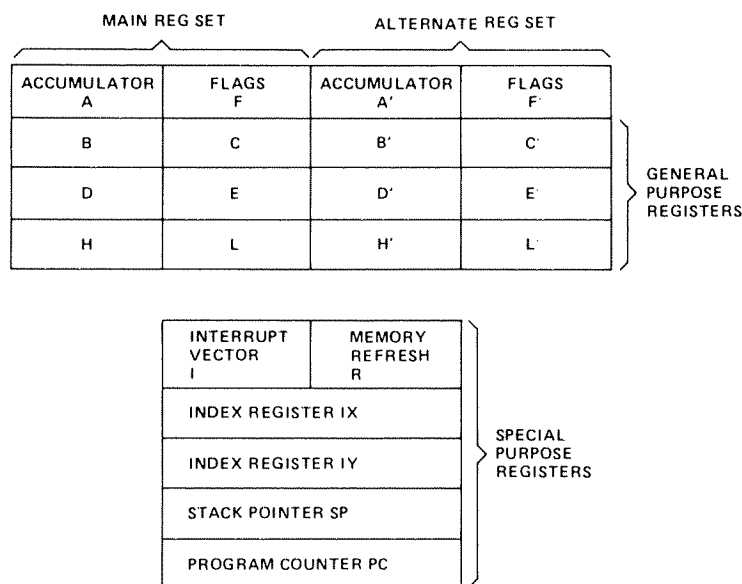 MAIN REG SET
ALTERNATE REG SET
ACCUMULATOR
A
FLAGS
F
ACCUMULATOR
A'
FLAGS
F'
B
C
B'
C'
D
E
D'
E'
H
L
H'
L'
GENERAL
PURPOSE
REGISTERS
INTERRUPT
VECTOR
I
MEMORY
REFRESH
R
INDEX REGISTER IX
INDEX REGISTER IY
STACK POINTER SP
PROGRAM COUNTER PC
SPECIAL
PURPOSE
REGISTERS